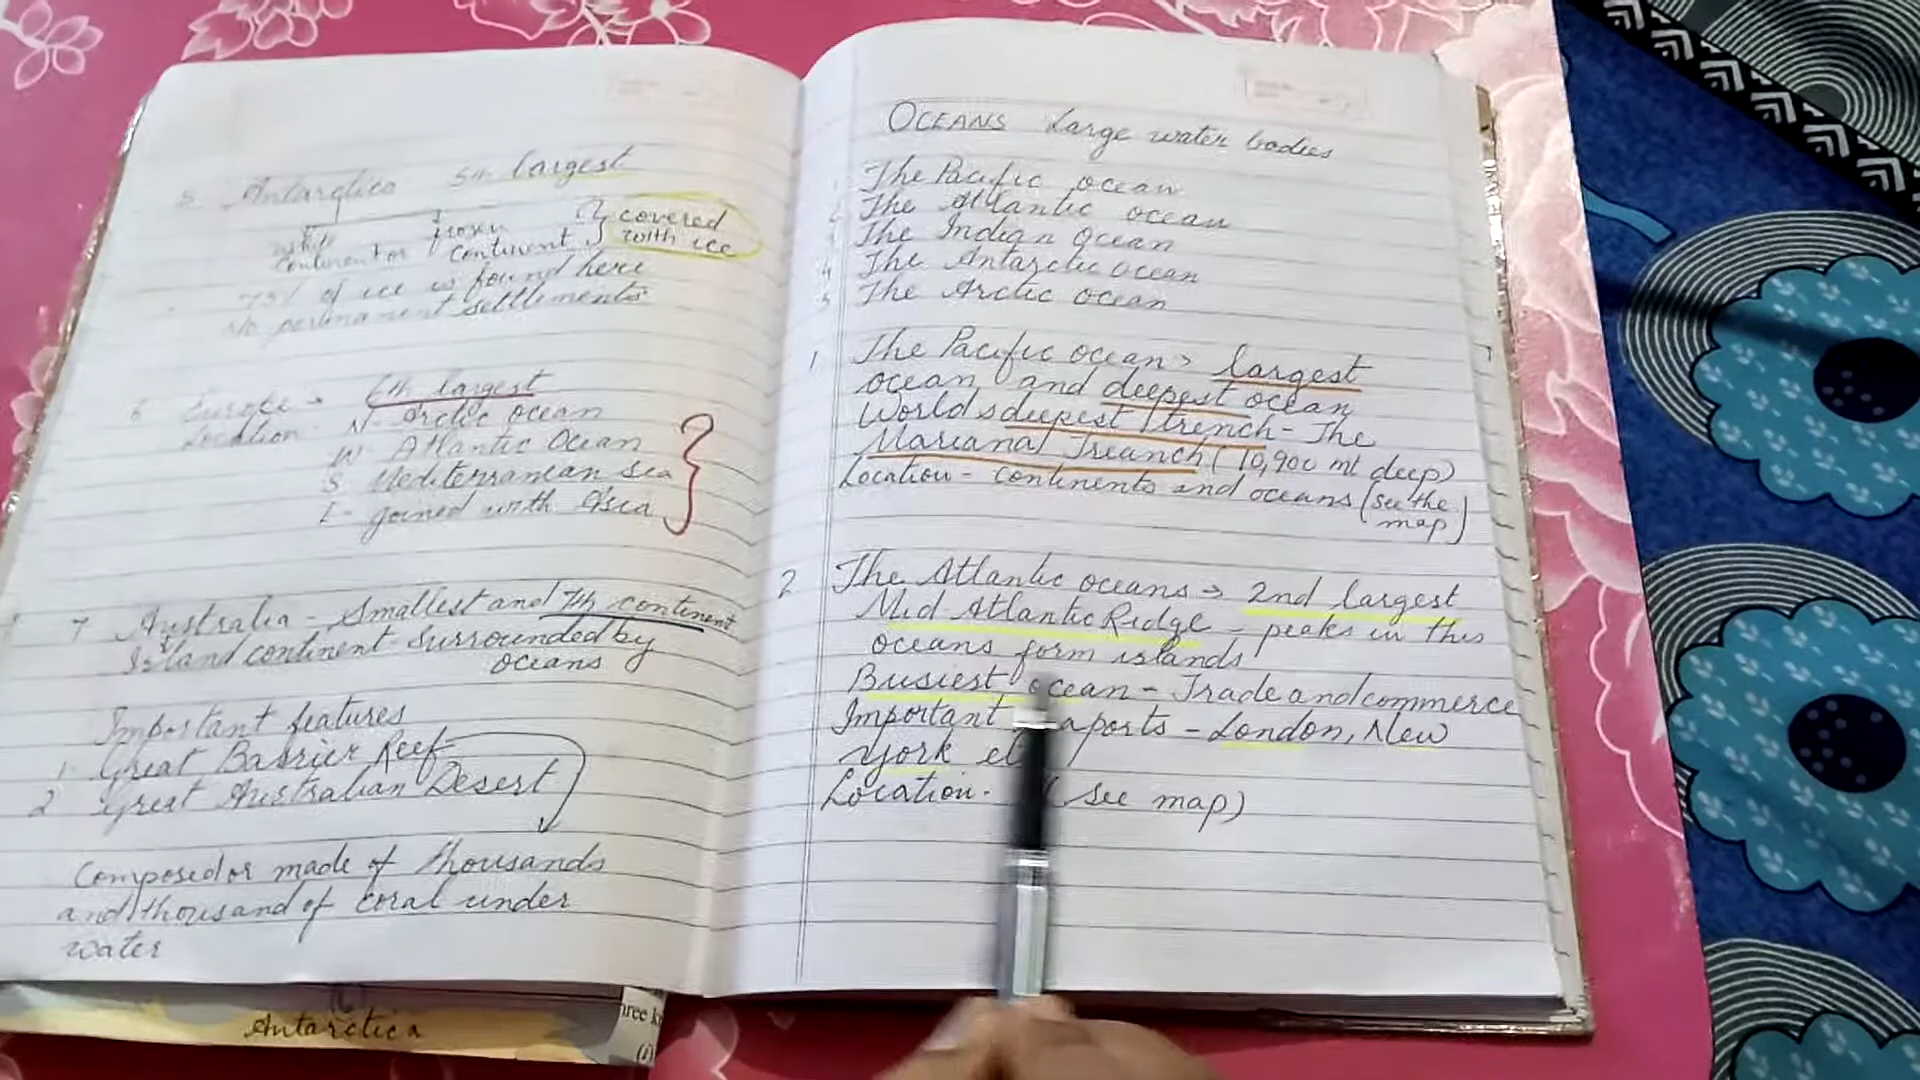 5 Antarctica 5th largest
white frozen covered
continent or continent with ice
75% of ice is found here
No permanent settlements
6 Europe → 6th largest
Location N- Arctic Ocean
W- Atlantic Ocean
S Mediterranean sea
E- joined with Asia
7 Australia - Smallest and 7th continent
Island continent - surrounded by
oceans
Important features
1- Great Barrier Reef
2 Great Australian Desert
Composed or made of thousands
and thousand of coral under
water
Antarctica
(i)
OCEANS Large water bodies
1 The Pacific ocean
2 The Atlantic ocean
3 The Indian Ocean
4 The Antarctic ocean
5 The Arctic ocean
1 The Pacific ocean > largest
ocean and deepest ocean
World's deepest trench - The
Mariana Treanch (10,900 mt deep)
Location - continents and oceans (see the
map)
2 The Atlantic oceans → 2nd largest
Mid Atlantic Ridge - peaks in this
oceans form islands
Busiest ocean - Trade and commerce
Important aports - London, New
York
Location. (See map)